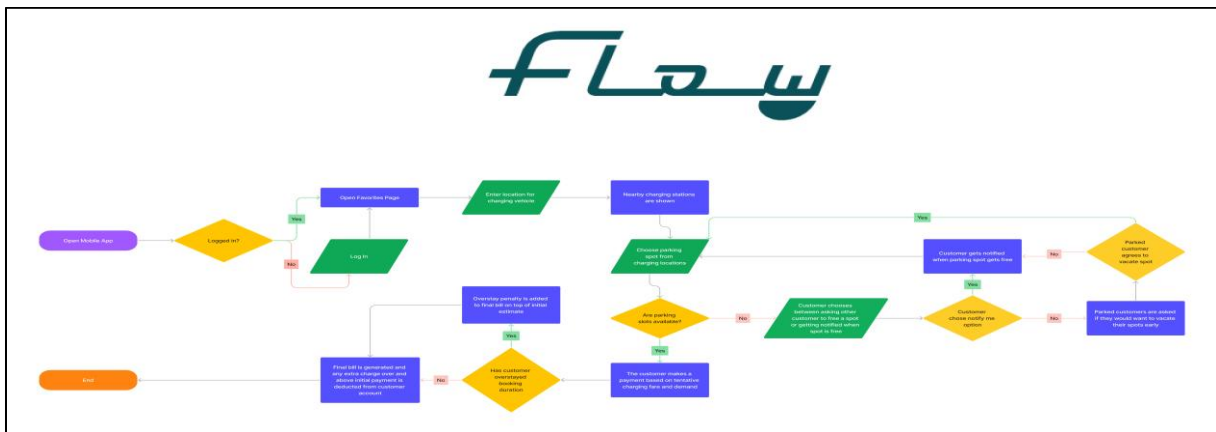 Flow
Open Mobile App
Logged in?
Yes
No
Log In
Open Favorites Page
Enter location for
charging vehicle
Nearby charging stations
are shown
Choose parking
spot from
charging locations
Are parking
slots available?
No
Customer chooses
between asking other
customer to free a spot
or getting notified when
spot is free
Customer
chose notify me
option
Yes
Customer gets notified
when parking spot gets free
No
Parked customers are asked
if they would want to vacate
their spots early
Parked
customer
agress to
vacate spot
No
Yes
Yes
The customer makes a
payment based on tentative
charging fare and demand
Has customer
overstayed
booking
duration
Yes
Overstay penalty is added
to final bill on top of initial
estimate
No
Final bill is generated and
any extra charge over and
above initial payment is
deducted from customer
account
End